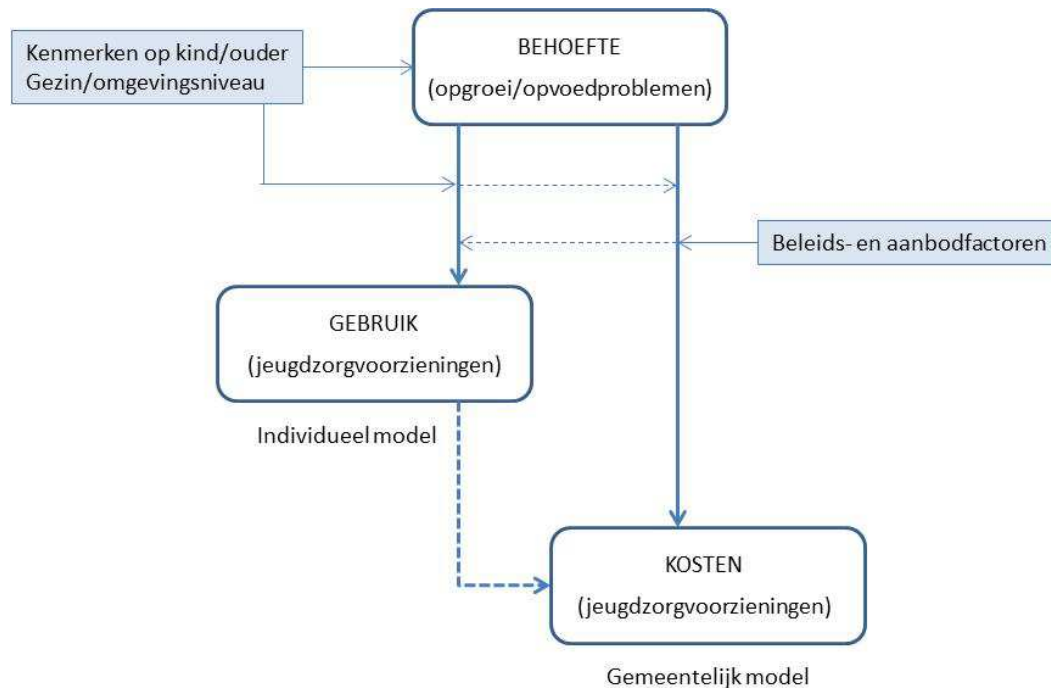 BEHOEFTE
(opgroei/opvoedproblemen)
Kenmerken op kind/ouder
Gezin/omgevingsniveau
Beleids- en aanbodfactoren
GEBRUIK
(jeugdzorgvoorzieningen)
Individueel model
KOSTEN
(jeugdzorgvoorzieningen)
Gemeentelijk model